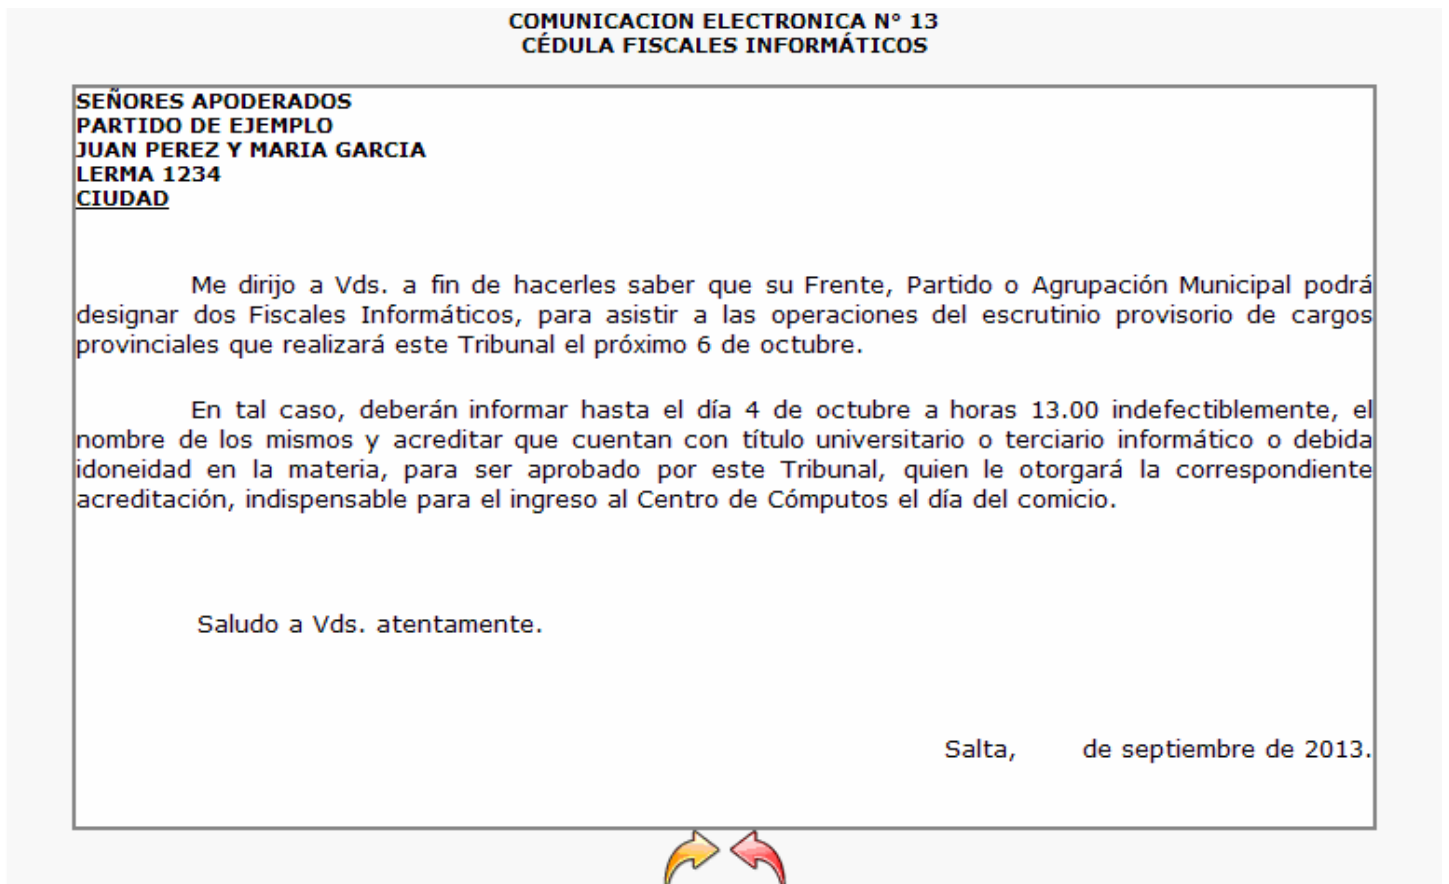 COMUNICACION ELECTRONICA N° 13
CÉDULA FISCALES INFORMÁTICOS
SEÑORES APODERADOS
PARTIDO DE EJEMPLO
JUAN PEREZ Y MARIA GARCIA
LERMA 1234
CIUDAD
Me dirijo a Vds. a fin de hacerles saber que su Frente, Partido o Agrupación Municipal podrá
designar dos Fiscales Informáticos, para asistir a las operaciones del escrutinio provisorio de cargos
provinciales que realizará este Tribunal el próximo 6 de octubre.
En tal caso, deberán informar hasta el día 4 de octubre a horas 13.00 indefectiblemente, el
nombre de los mismos y acreditar que cuentan con título universitario o terciario informático o debida
idoneidad en la materia, para ser aprobado por este Tribunal, quien le otorgará la correspondiente
acreditación, indispensable para el ingreso al Centro de Cómputos el día del comicio.
Saludo a Vds. atentamente.
Salta, de septiembre de 2013.